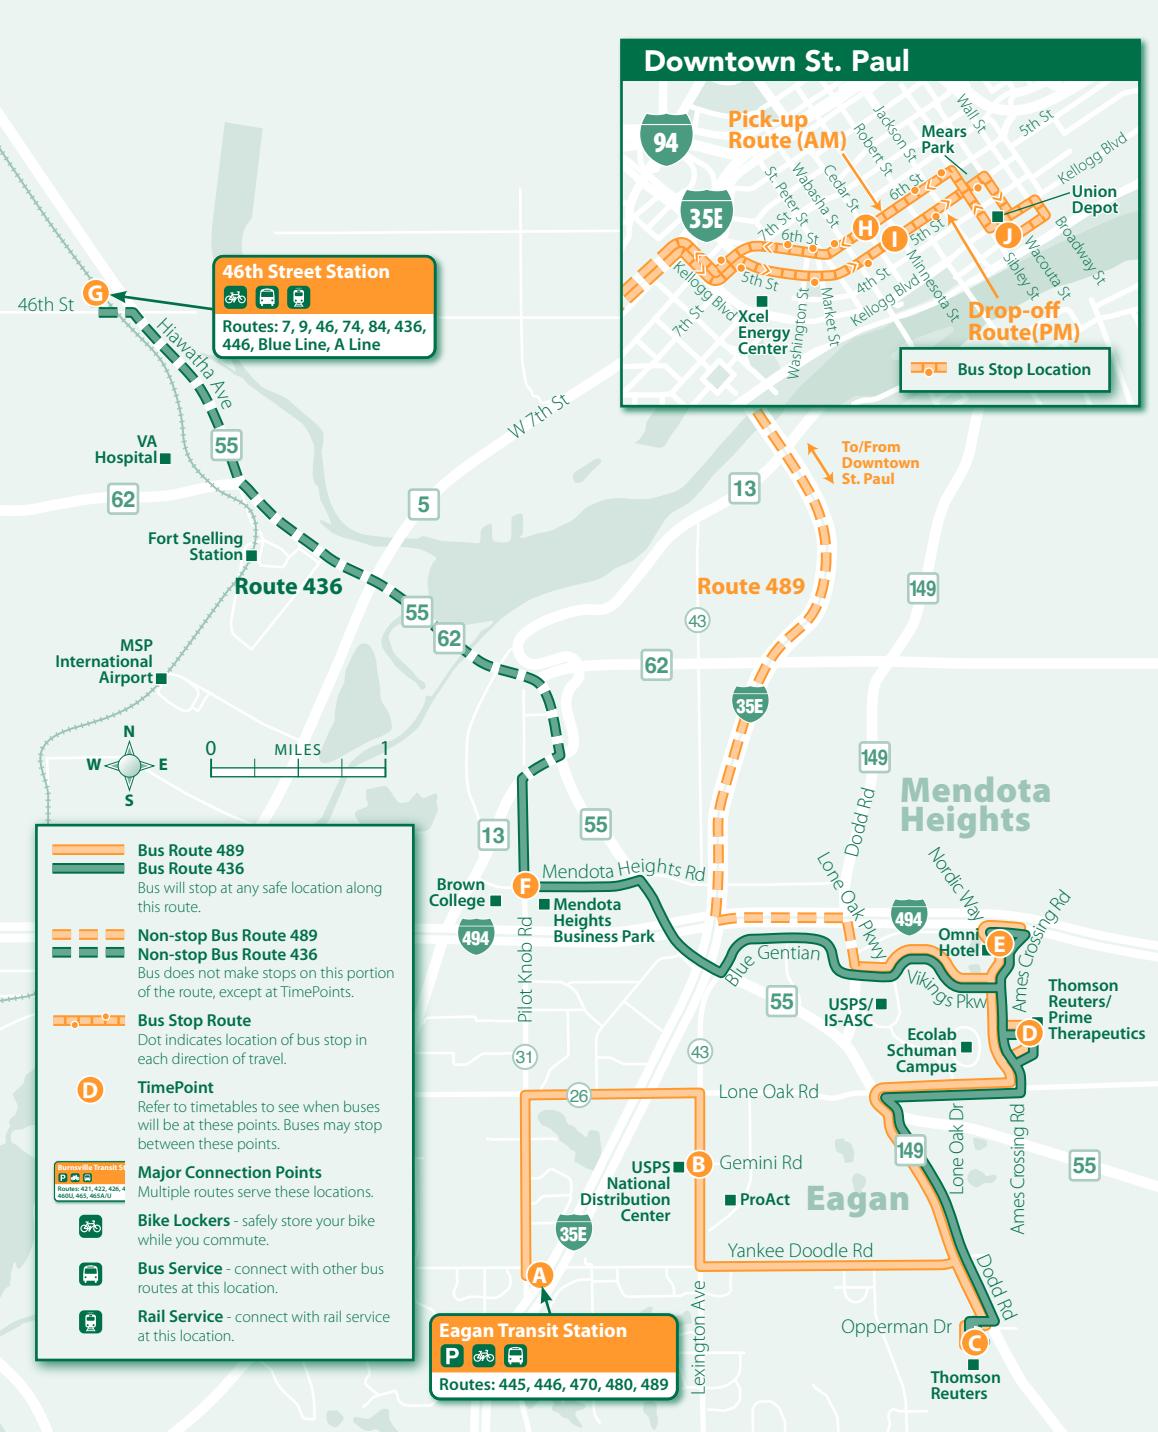 Downtown St. Paul
94
35E
Pick-up
Route (AM)
Jackson St
Robert St
Cedar St
Wabasha St
St. Peter St
7th St
6th St
6th St
Mears
Park
Wall St
5th St
Kellogg Blvd
Union
Depot
Broadway St
Wacouta St
Sibley St
H
I
J
5th St
Minnesota St
4th St
Kellogg Blvd
Market St
Washington St
5th St
Kellogg Blvd
7th St
Xcel
Energy
Center
Drop-off
Route(PM)
Bus Stop Location
G
46th St
46th Street Station
Routes: 7, 9, 46, 74, 84, 436,
446, Blue Line, A Line
Hiawatha Ave
55
VA
Hospital
62
W 7th St
5
To/From
Downtown
St. Paul
13
Fort Snelling
Station
Route 436
Route 489
149
55
62
43
MSP
International
Airport
62
35E
N
W
E
S
0
MILES
1
149
Mendota
Heights
Dodd Rd
13
55
Bus Route 489
Bus Route 436
Bus will stop at any safe location along
this route.
Non-stop Bus Route 489
Non-stop Bus Route 436
Bus does not make stops on this portion
of the route, except at TimePoints.
Bus Stop Route
Dot indicates location of bus stop in
each direction of travel.
D
TimePoint
Refer to timetables to see when buses
will be at these points. Buses may stop
between these points.
Burnsville Transit St
P
Routes: 421, 422, 426, 4
460U, 465, 465A/U
Major Connection Points
Multiple routes serve these locations.
Bike Lockers - safely store your bike
while you commute.
Bus Service - connect with other bus
routes at this location.
Rail Service - connect with rail service
at this location.
Brown
College
F
Mendota Heights Rd
Mendota
Heights
Business Park
494
Pilot Knob Rd
Lone Oak Pkwy
Nordic Way
494
Omni
Hotel
E
Ames Crossing Rd
Blue Gentian
Vikings Pkw
55
USPS/
IS-ASC
Thomson
Reuters/
Prime
Therapeutics
D
Ecolab
Schuman
Campus
31
43
26
Lone Oak Rd
Lone Oak Dr
Ames Crossing Rd
149
55
USPS
National
Distribution
Center
B
Gemini Rd
ProAct
Eagan
35E
Yankee Doodle Rd
A
Dodd Rd
Lexington Ave
Eagan Transit Station
P
Routes: 445, 446, 470, 480, 489
Opperman Dr
C
Thomson
Reuters